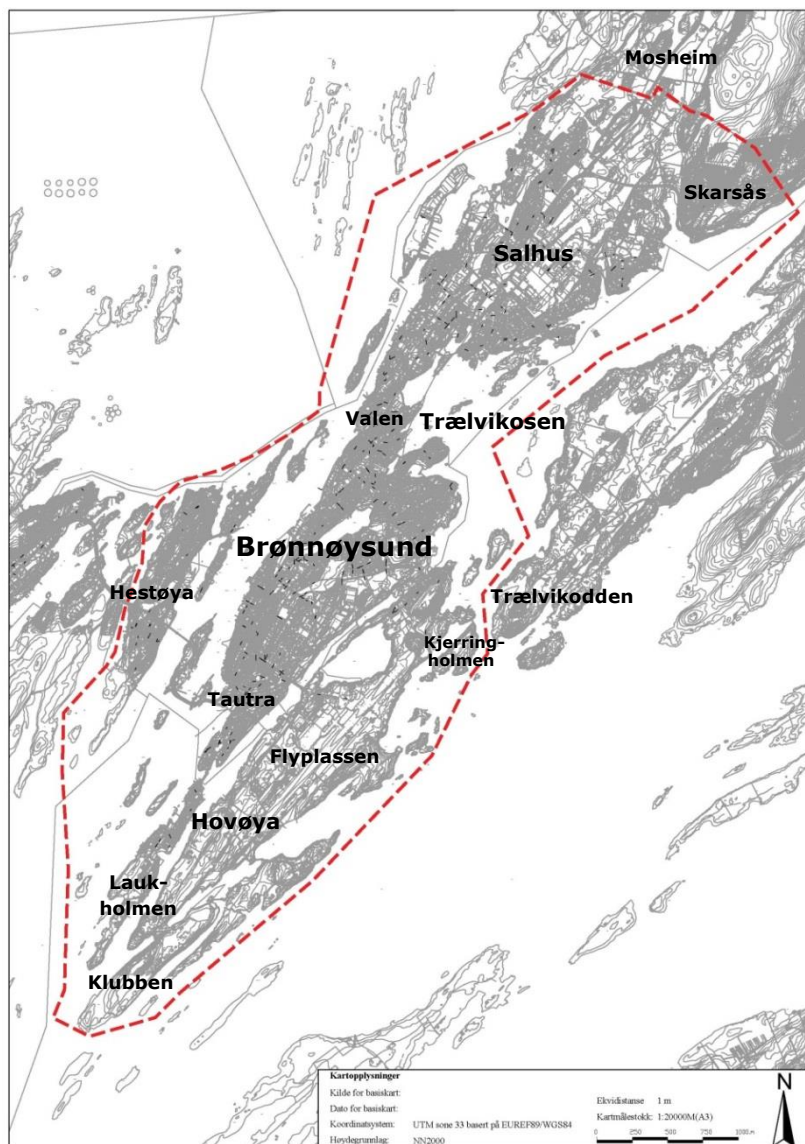 Mosheim
Skarsås
Salhus
Valen
Trælvikosen
Brønnøysund
Hestøya
Trælvikodden
Kjerring-
holmen
Tautra
Flyplassen
Hovøya
Lauk-
holmen
Klubben
Kartopplysninger
Kilde for basiskart:
Dato for basiskart:
Koordinatsystem: UTM sone 33 basert på EUREF89/WGS84
Høydegrunnlag: NN2000
Ekvidistanse 1 m
Kartmålestokk: 1:20000M(A3)
0 250 500 750 1000 m
N